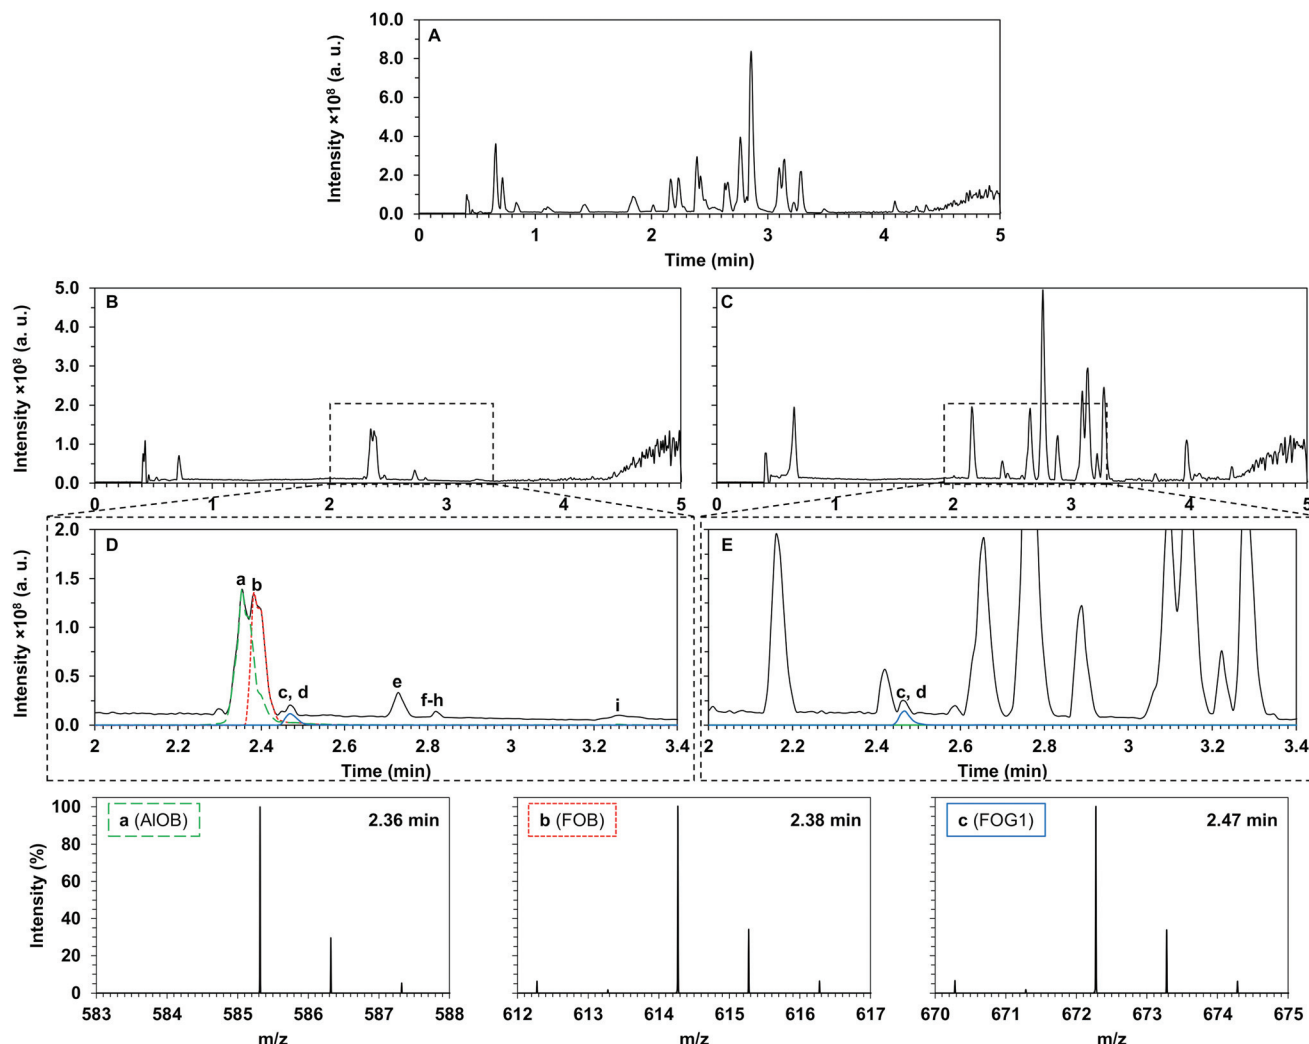 A
Intensity ×10⁸ (a. u.)
10.0
8.0
6.0
4.0
2.0
0.0
0 1 2 3 4 5
Time (min)
B
Intensity ×10⁸ (a. u.)
5.0
4.0
3.0
2.0
1.0
0.0
0 1 2 3 4 5
C
0 1 2 3 4 5
D
Intensity ×10⁸ (a. u.)
2.0
1.5
1.0
0.5
0.0
a b
c, d
e
f-h
i
2 2.2 2.4 2.6 2.8 3 3.2 3.4
Time (min)
E
c, d
2 2.2 2.4 2.6 2.8 3 3.2 3.4
Time (min)
Intensity (%)
100
80
60
40
20
0
a (AlOB)
2.36 min
583 584 585 586 587 588
m/z
b (FOB)
2.38 min
612 613 614 615 616 617
m/z
c (FOG1)
2.47 min
670 671 672 673 674 675
m/z